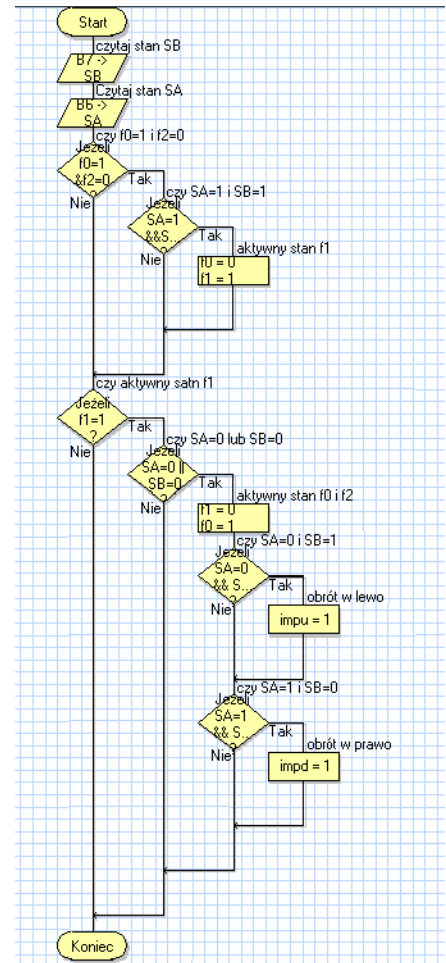 Start
czytaj stan SB
B7 ->
SB
Czytaj stan SA
B6 ->
SA
czy f0=1 i f2=0
Jeżeli
f0=1
&f2=0
?
Tak
Nie
czy SA=1 i SB=1
Jeżeli
SA=1
&&S...
?
Tak
Nie
aktywny stan f1
f0 = 0
f1 = 1
czy aktywny satn f1
Jeżeli
f1=1
?
Tak
Nie
czy SA=0 lub SB=0
Jeżeli
SA=0 ||
SB=0
?
Tak
Nie
aktywny stan f0 i f2
f1 = 0
f0 = 1
czy SA=0 i SB=1
Jeżeli
SA=0
&& S...
?
Tak
Nie
obrót w lewo
impu = 1
czy SA=1 i SB=0
Jeżeli
SA=1
&& S...
?
Tak
Nie
obrót w prawo
impd = 1
Koniec